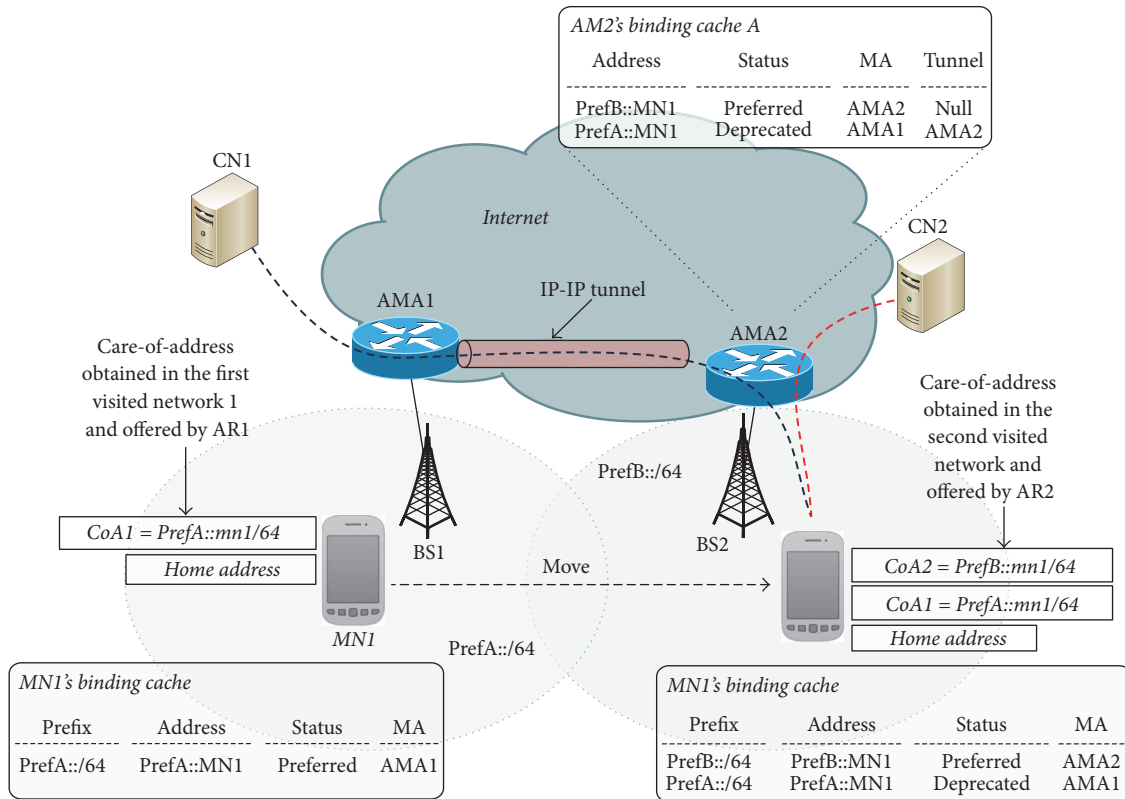 AM2's binding cache A
Address Status MA Tunnel
PrefB::MN1 Preferred AMA2 Null
PrefA::MN1 Deprecated AMA1 AMA2
CN1
Internet
CN2
IP-IP tunnel
AMA1
AMA2
Care-of-address
obtained in the first
visited network 1
and offered by AR1
Care-of-address
obtained in the
second visited
network and
offered by AR2
PrefB::/64
CoA1 = PrefA::mn1/64
Home address
BS1
BS2
Move
CoA2 = PrefB::mn1/64
CoA1 = PrefA::mn1/64
Home address
MN1
PrefA::/64
MN1's binding cache
Prefix Address Status MA
PrefA::/64 PrefA::MN1 Preferred AMA1
MN1's binding cache
Prefix Address Status MA
PrefB::/64 PrefB::MN1 Preferred AMA2
PrefA::/64 PrefA::MN1 Deprecated AMA1